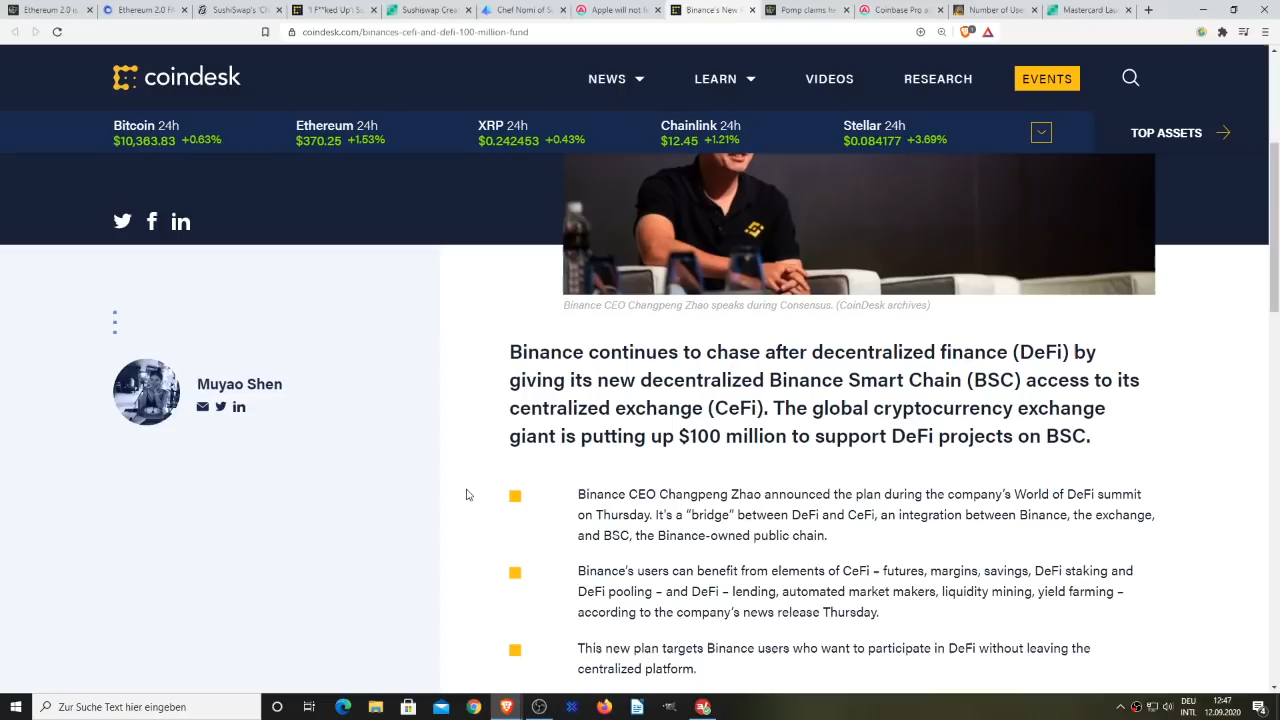 Ethereum 2.0 is
Ethereum 2.0 FA
SushiSwap's 'Ch
"I F**ked Up': Su
Sushiswap Crea
Chef Nomi of Su
Apple will not fe
Binance's New F
Pomp claims he
Coinbase Pro a
Number of User
Mastercard Lau
coindesk.com/binances-cefi-and-defi-100-million-fund
coindesk
NEWS
LEARN
VIDEOS
RESEARCH
EVENTS
Bitcoin 24h
$10,363.83 +0.63%
Ethereum 24h
$370.25 +1.53%
XRP 24h
$0.242453 +0.43%
Chainlink 24h
$12.45 +1.21%
Stellar 24h
$0.084177 +3.69%
TOP ASSETS
Binance CEO Changpeng Zhao speaks during Consensus. (CoinDesk archives)
Muyao Shen
Binance continues to chase after decentralized finance (DeFi) by
giving its new decentralized Binance Smart Chain (BSC) access to its
centralized exchange (CeFi). The global cryptocurrency exchange
giant is putting up $100 million to support DeFi projects on BSC.
Binance CEO Changpeng Zhao announced the plan during the company's World of DeFi summit
on Thursday. It's a “bridge” between DeFi and CeFi, an integration between Binance, the exchange,
and BSC, the Binance-owned public chain.
Binance's users can benefit from elements of CeFi – futures, margins, savings, DeFi staking and
DeFi pooling – and DeFi – lending, automated market makers, liquidity mining, yield farming –
according to the company's news release Thursday.
This new plan targets Binance users who want to participate in DeFi without leaving the
centralized platform.
Zur Suche Text hier eingeben
DEU
INTL
12:47
12.09.2020